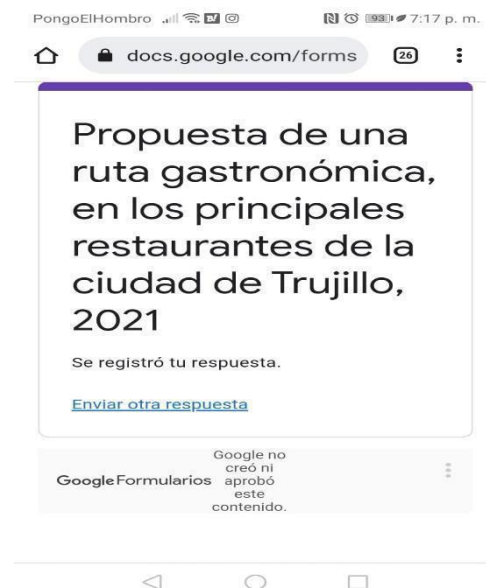 PongoElHombro 93 7:17 p. m.
docs.google.com/forms 26
Propuesta de una
ruta gastronómica,
en los principales
restaurantes de la
ciudad de Trujillo,
2021
Se registró tu respuesta.
Enviar otra respuesta
Google Formularios
Google no
creó ni
aprobó
este
contenido.